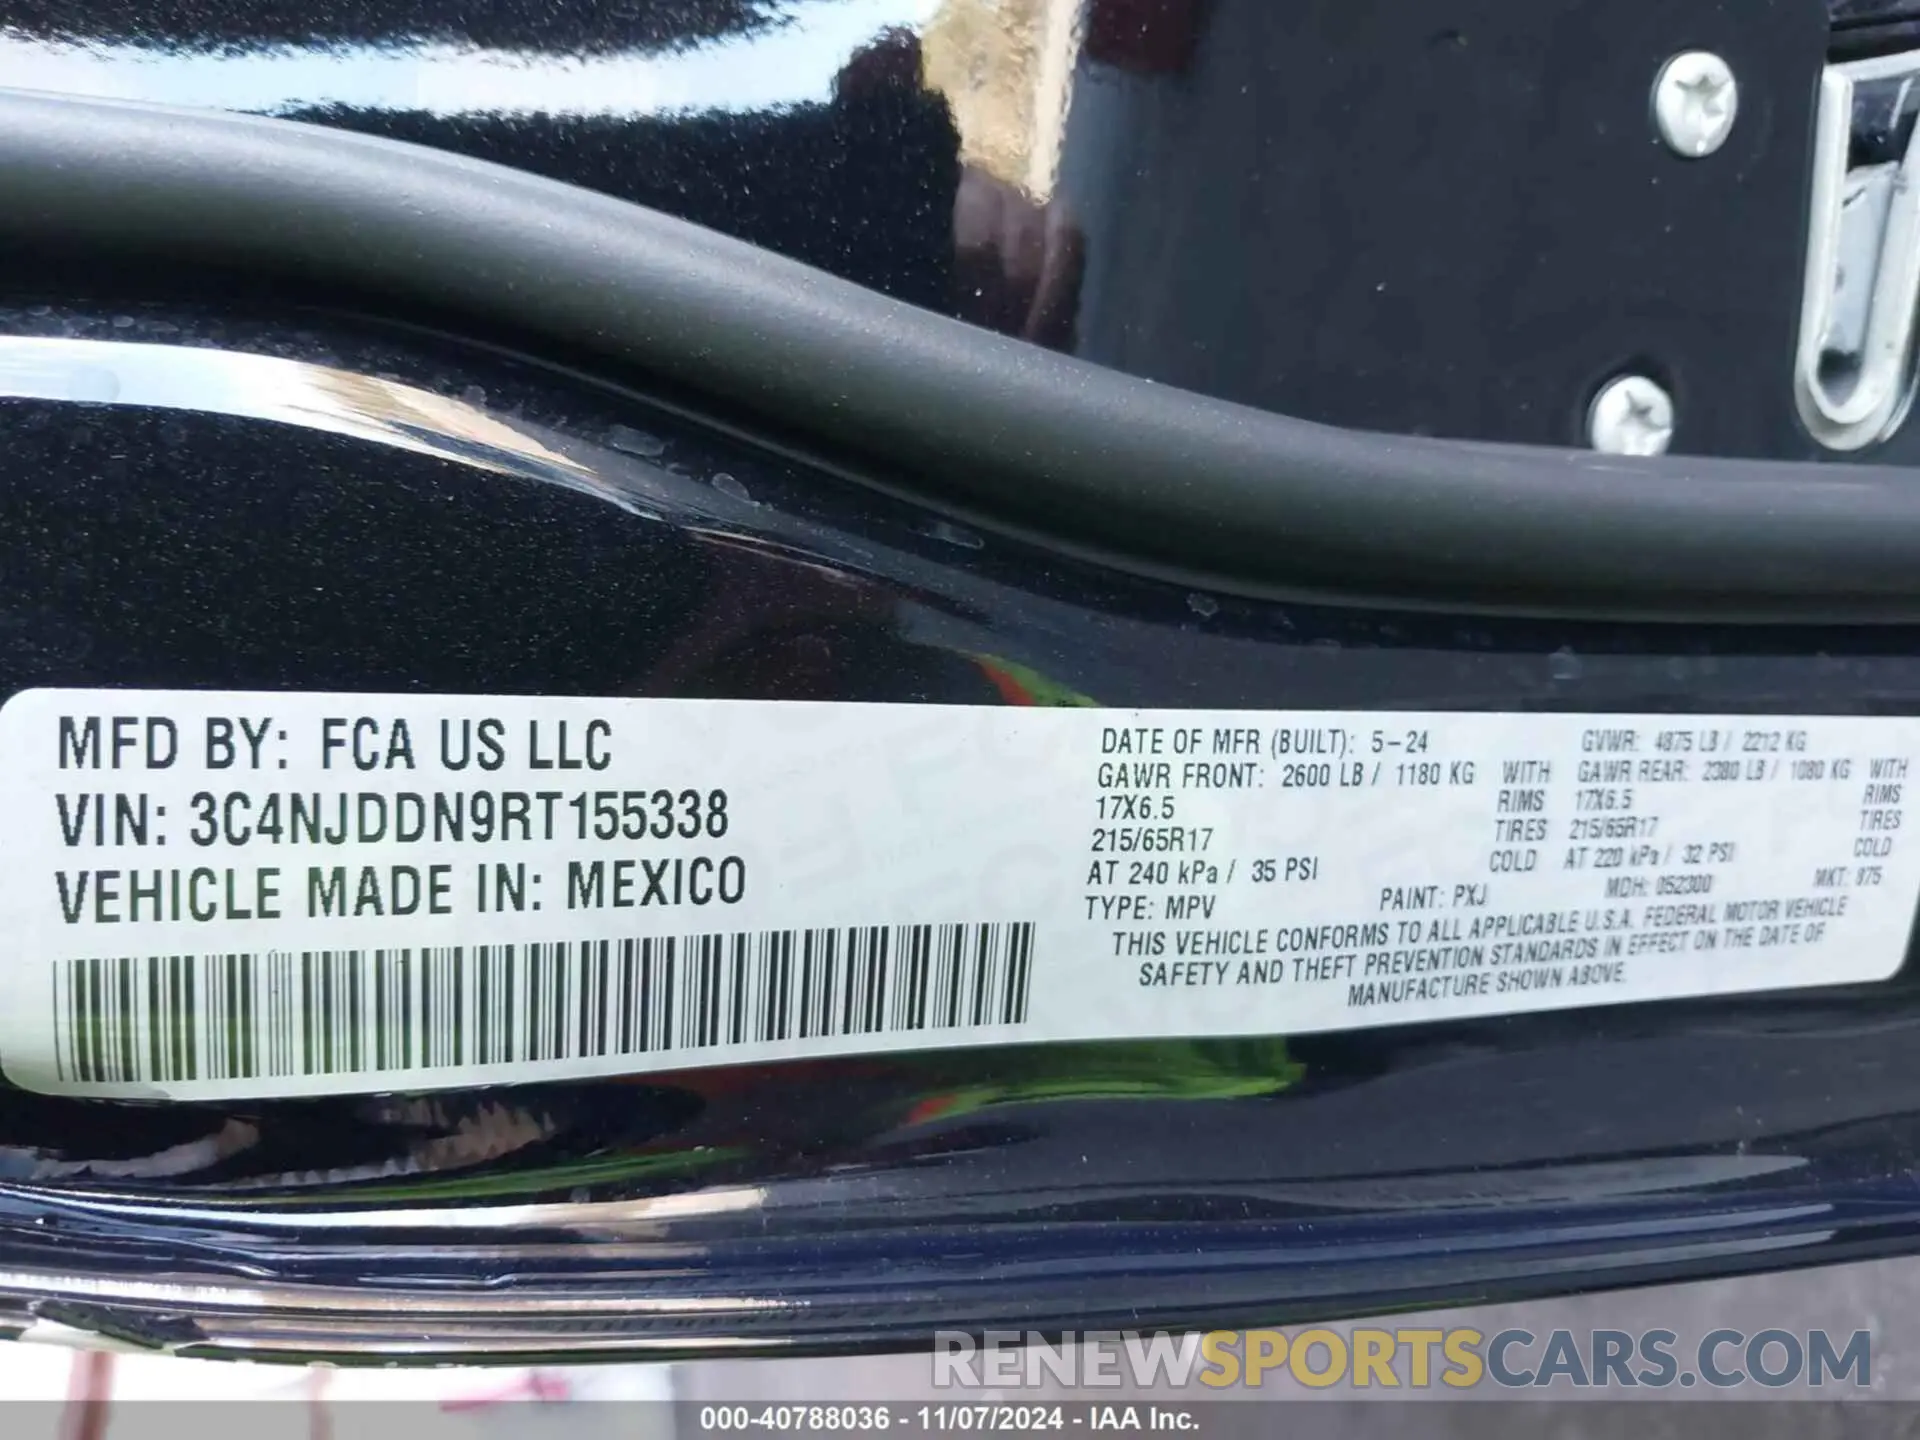 MFD BY: FCA US LLC
VIN: 3C4NJDDN9RT155338
VEHICLE MADE IN: MEXICO
DATE OF MFR (BUILT): 5-24 GVWR: 4875 LB / 2212 KG
GAWR FRONT: 2600 LB / 1180 KG WITH GAWR REAR: 2380 LB / 1080 KG WITH
17X6.5 RIMS 17X6.5 RIMS
215/65R17 TIRES 215/65R17 TIRES
AT 240 kPa / 35 PSI COLD AT 220 kPa / 32 PSI COLD
TYPE: MPV PAINT: PXJ MDH: 052300 MKT: 875
THIS VEHICLE CONFORMS TO ALL APPLICABLE U.S.A. FEDERAL MOTOR VEHICLE
SAFETY AND THEFT PREVENTION STANDARDS IN EFFECT ON THE DATE OF
MANUFACTURE SHOWN ABOVE.
RENEWSPORTSCARS.COM
000-40788036 - 11/07/2024 - IAA Inc.